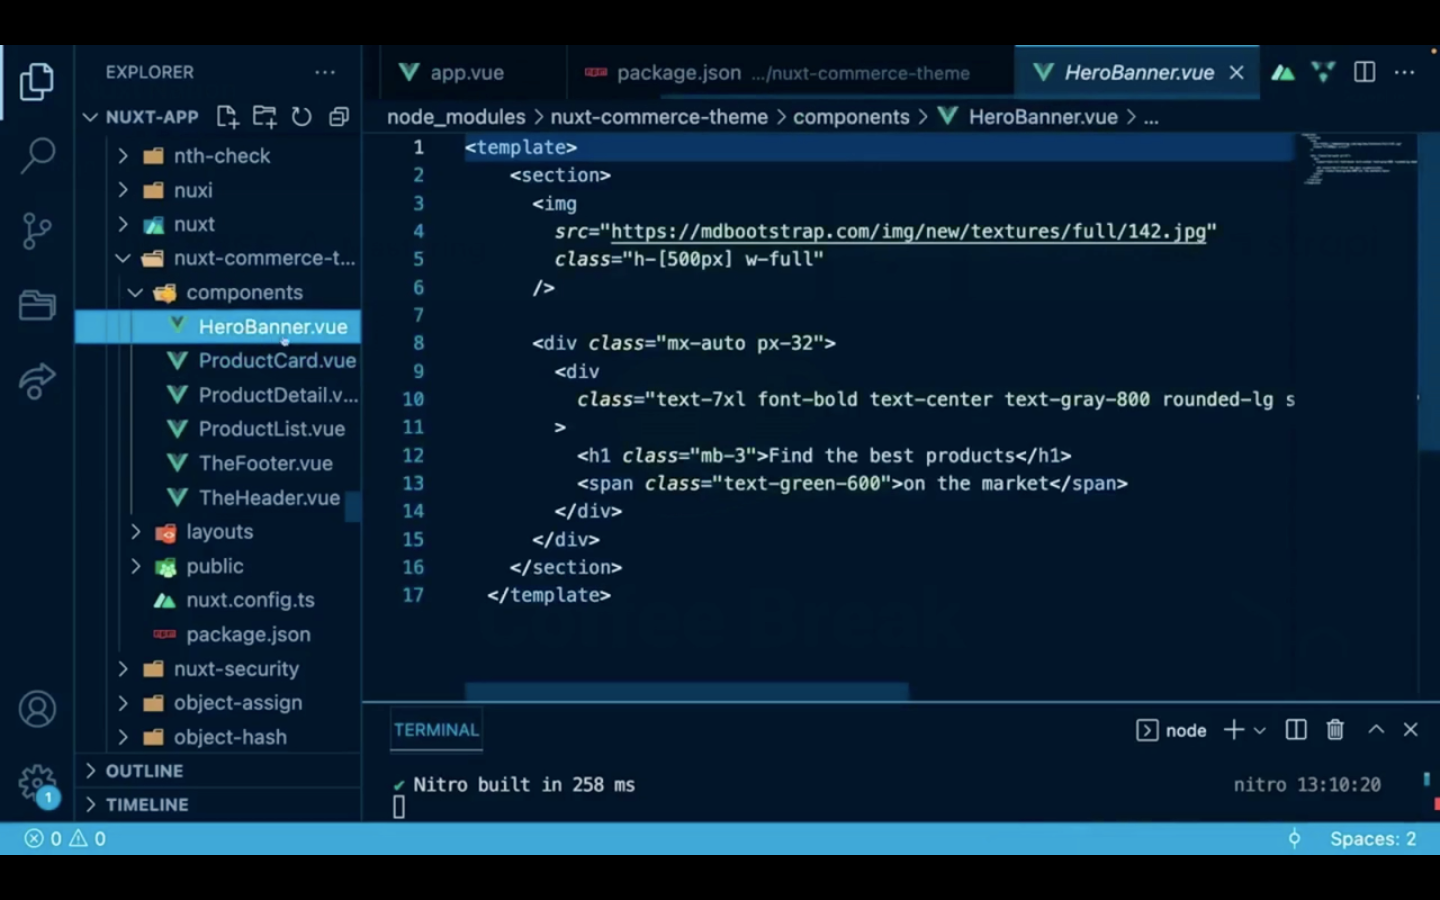 EXPLORER
NUXT-APP
nth-check
nuxi
nuxt
nuxt-commerce-t...
components
HeroBanner.vue
ProductCard.vue
ProductDetail.v...
ProductList.vue
TheFooter.vue
TheHeader.vue
layouts
public
nuxt.config.ts
package.json
nuxt-security
object-assign
object-hash
OUTLINE
TIMELINE
app.vue
package.json .../nuxt-commerce-theme
HeroBanner.vue
node_modules > nuxt-commerce-theme > components > HeroBanner.vue > ...
1 <template>
2 <section>
3 <img
4 src="https://mdbootstrap.com/img/new/textures/full/142.jpg"
5 class="h-[500px] w-full"
6 />
7
8 <div class="mx-auto px-32">
9 <div
10 class="text-7xl font-bold text-center text-gray-800 rounded-lg s
11 >
12 <h1 class="mb-3">Find the best products</h1>
13 <span class="text-green-600">on the market</span>
14 </div>
15 </div>
16 </section>
17 </template>
TERMINAL
node
✔ Nitro built in 258 ms
nitro 13:10:20
1
0 0
Spaces: 2